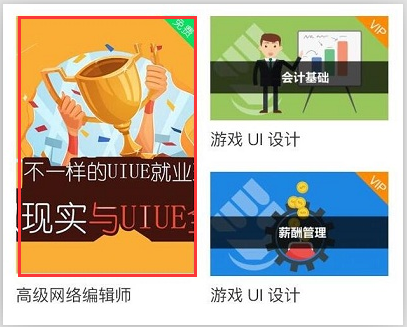 免费
不一样的UIUE就业
现实与UIUE
高级网络编辑师
VIP
会计基础
游戏 UI 设计
VIP
薪酬管理
游戏 UI 设计